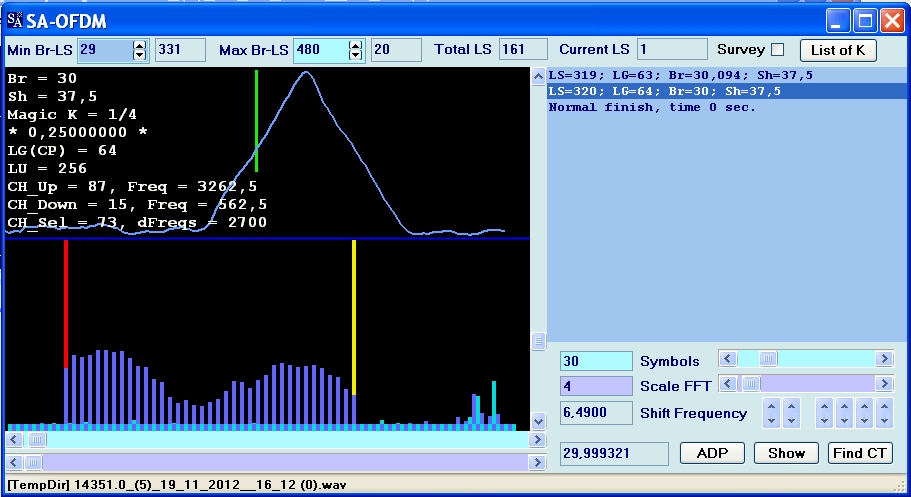 SA SA-OFDM
Min Br-LS 29 331 Max Br-LS 480 20 Total LS 161 Current LS 1 Survey List of K
Br = 30
Sh = 37,5
Magic K = 1/4
* 0,25000000 *
LG(CP) = 64
LU = 256
CH_Up = 87, Freq = 3262,5
CH_Down = 15, Freq = 562,5
CH_Sel = 73, dFreqs = 2700
LS=319; LG=63; Br=30,094; Sh=37,5
LS=320; LG=64; Br=30; Sh=37,5
Normal finish, time 0 sec.
30 Symbols
4 Scale FFT
6,4900 Shift Frequency
29,999321 ADP Show Find CT
[TempDir] 14351.0_(5)_19_11_2012__16_12 (0).wav